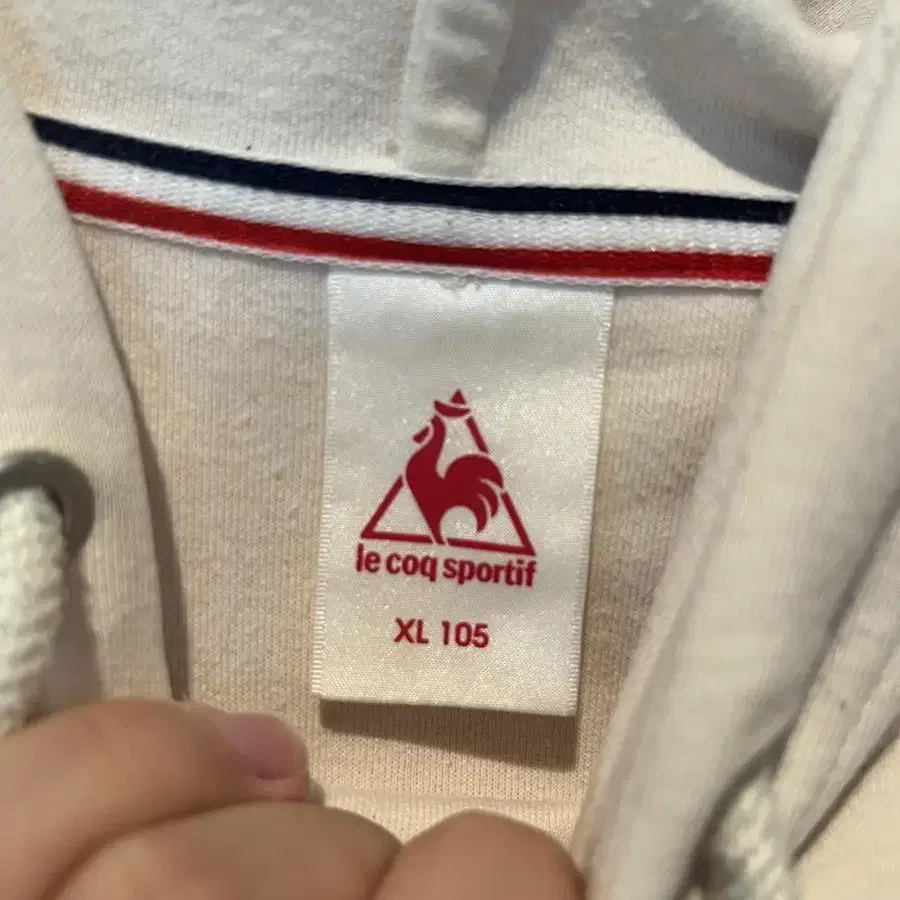 le coq sportif
XL 105